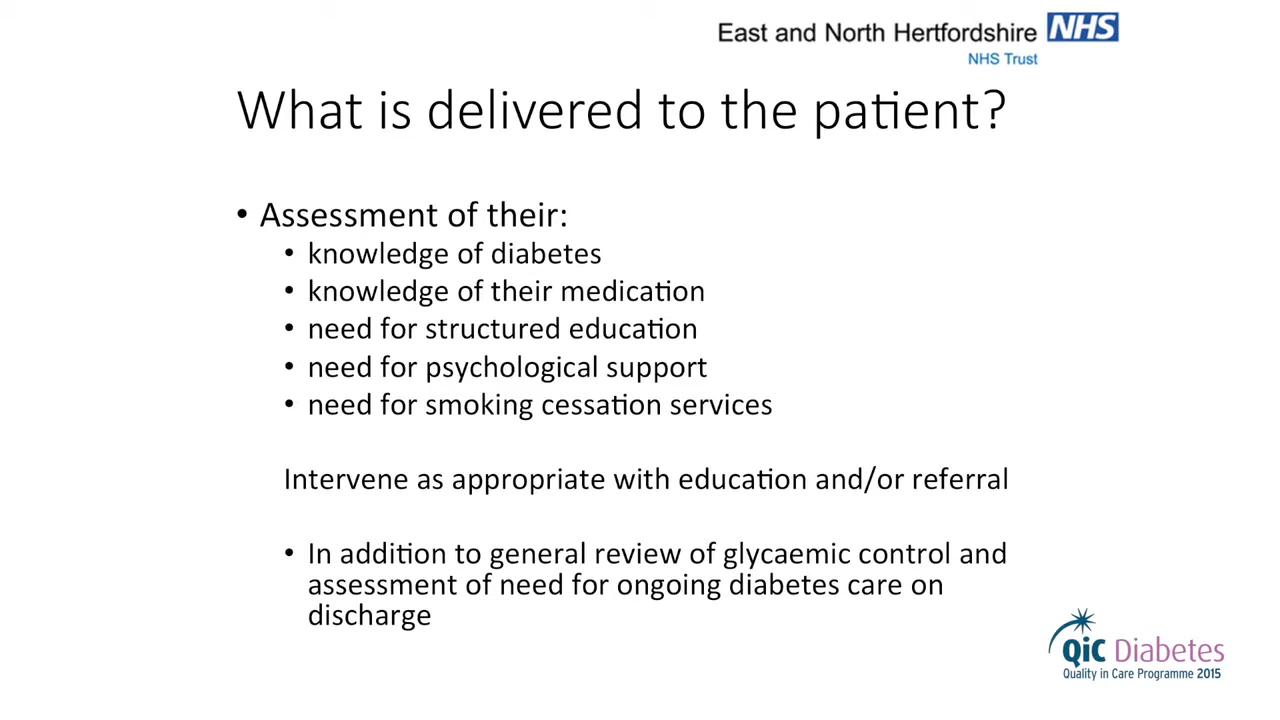 East and North Hertfordshire NHS
NHS Trust
What is delivered to the patient?
• Assessment of their:
• knowledge of diabetes
• knowledge of their medication
• need for structured education
• need for psychological support
• need for smoking cessation services
Intervene as appropriate with education and/or referral
• In addition to general review of glycaemic control and
assessment of need for ongoing diabetes care on
discharge
QiC Diabetes
Quality in Care Programme 2015